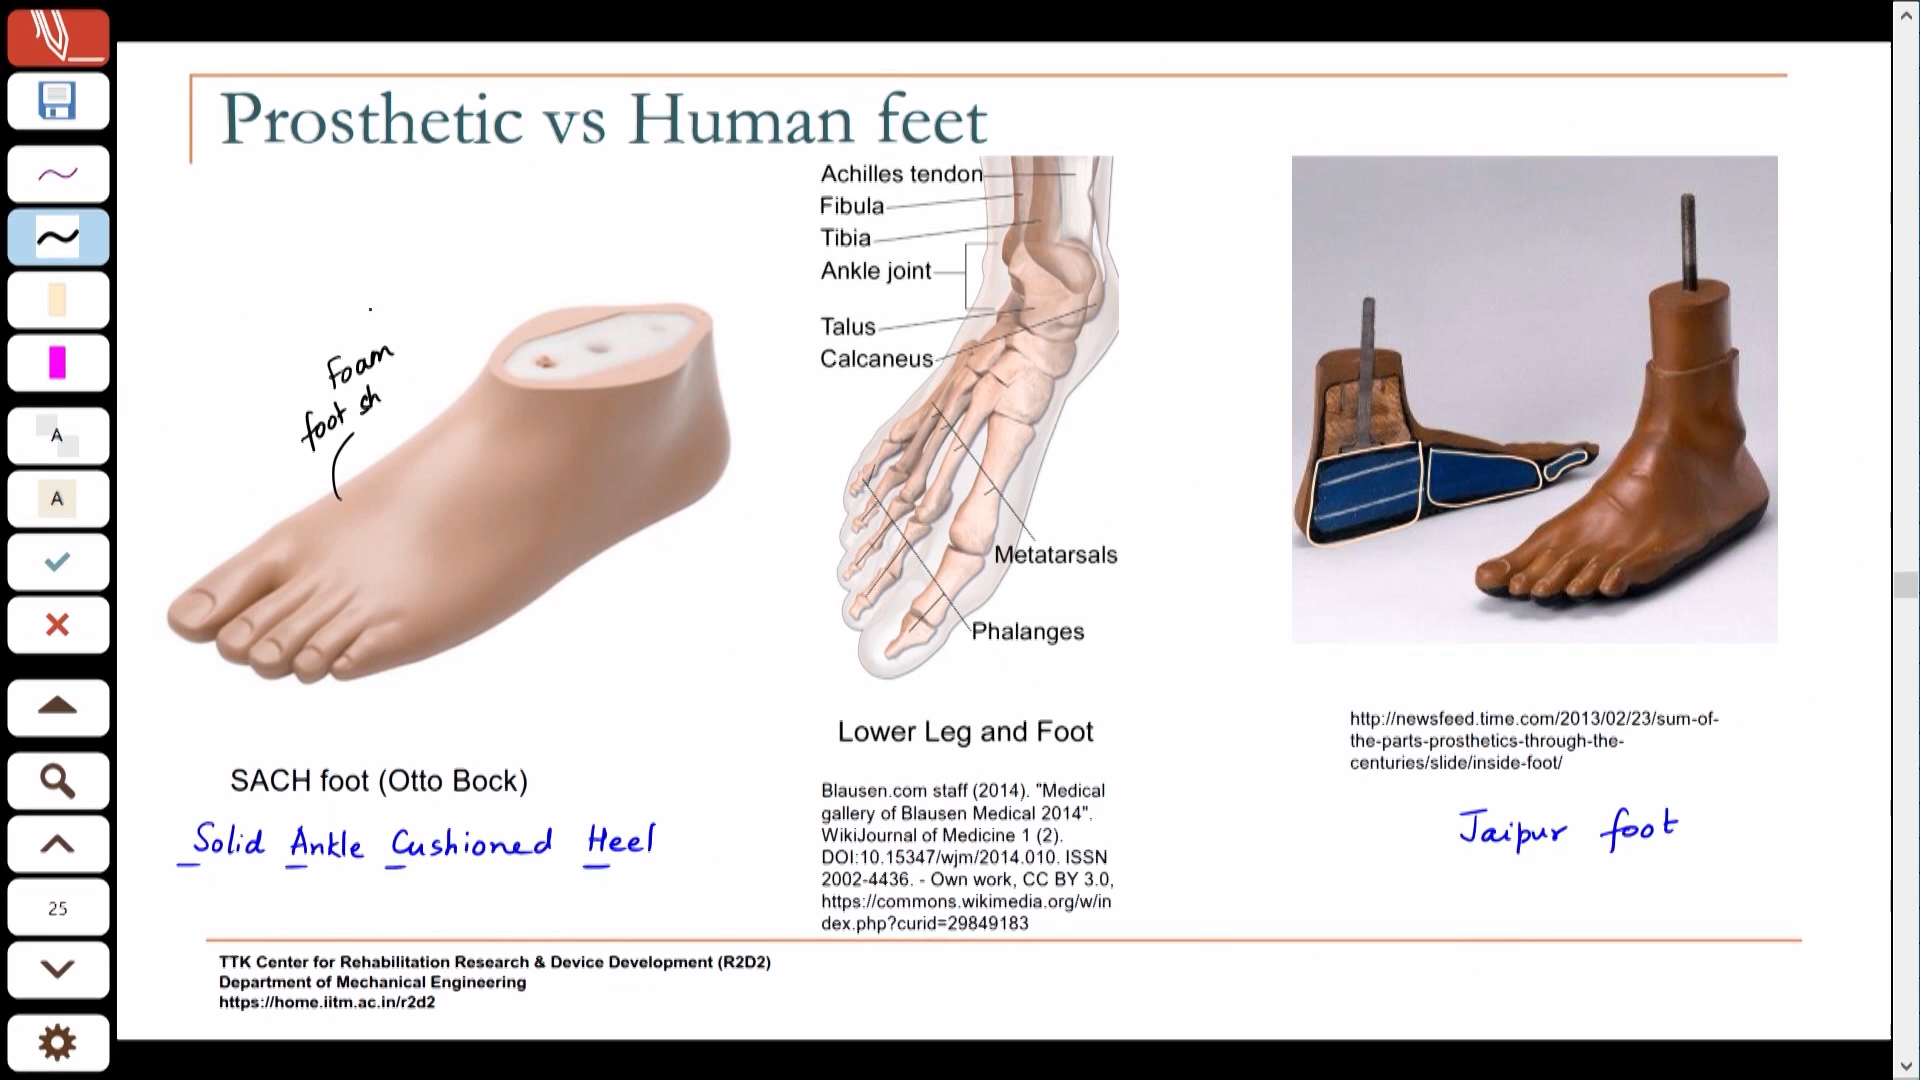 Prosthetic vs Human feet
Foam
foot sh
SACH foot (Otto Bock)
Solid Ankle Cushioned Heel
Achilles tendon
Fibula
Tibia
Ankle joint
Talus
Calcaneus
Metatarsals
Phalanges
Lower Leg and Foot
Blausen.com staff (2014). "Medical
gallery of Blausen Medical 2014".
WikiJournal of Medicine 1 (2).
DOI:10.15347/wjm/2014.010. ISSN
2002-4436. - Own work, CC BY 3.0,
https://commons.wikimedia.org/w/in
dex.php?curid=29849183
http://newsfeed.time.com/2013/02/23/sum-of-
the-parts-prosthetics-through-the-
centuries/slide/inside-foot/
Jaipur foot
TTK Center for Rehabilitation Research & Device Development (R2D2)
Department of Mechanical Engineering
https://home.iitm.ac.in/r2d2
A
A
25